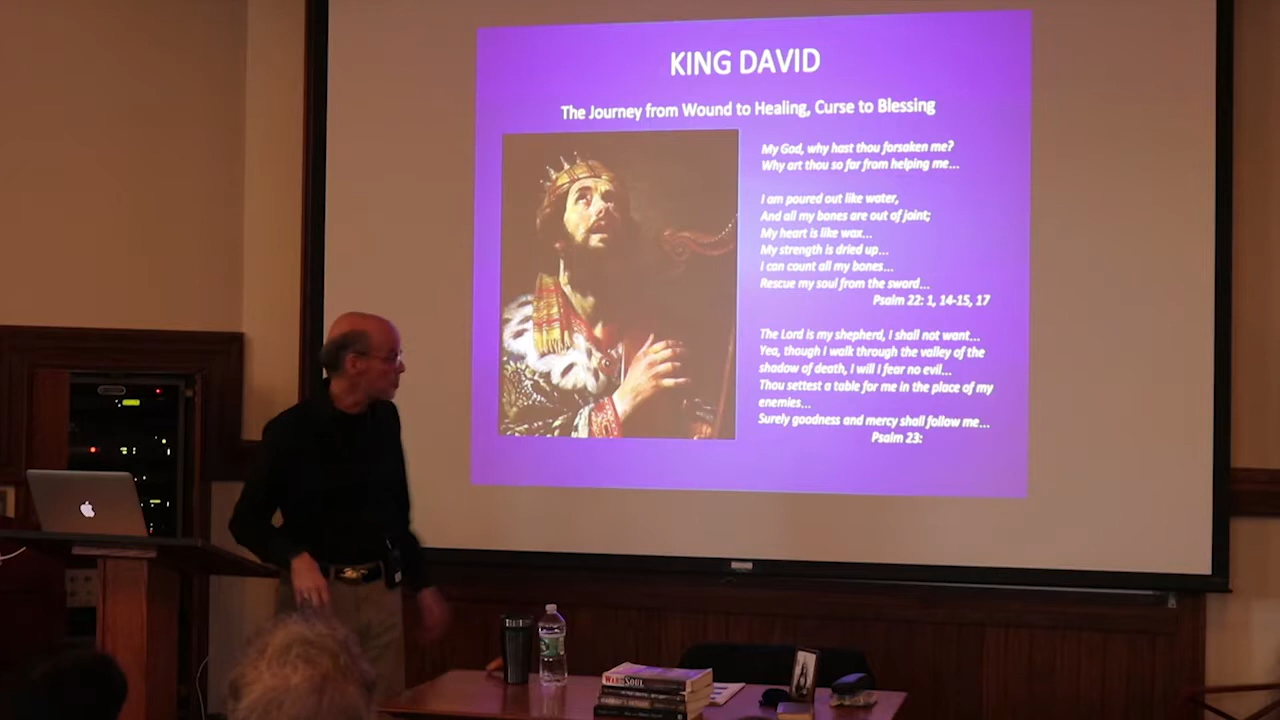 KING DAVID
The Journey from Wound to Healing, Curse to Blessing
My God, why hast thou forsaken me?
Why art thou so far from helping me...
I am poured out like water,
And all my bones are out of joint;
My heart is like wax...
My strength is dried up...
I can count all my bones...
Rescue my soul from the sword...
Psalm 22: 1, 14-15, 17
The Lord is my shepherd, I shall not want...
Yea, though I walk through the valley of the
shadow of death, I will I fear no evil...
Thou settest a table for me in the place of my
enemies...
Surely goodness and mercy shall follow me...
Psalm 23:
WAR SOUL